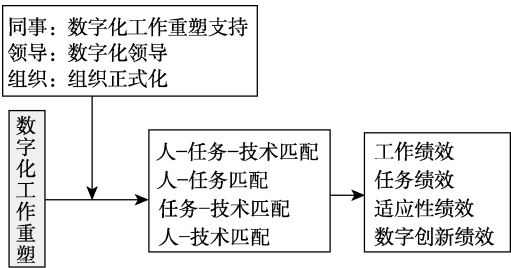 同事：数字化工作重塑支持
领导：数字化领导
组织：组织正式化
数字化工作重塑
人–任务–技术匹配
人–任务匹配
任务–技术匹配
人–技术匹配
工作绩效
任务绩效
适应性绩效
数字创新绩效